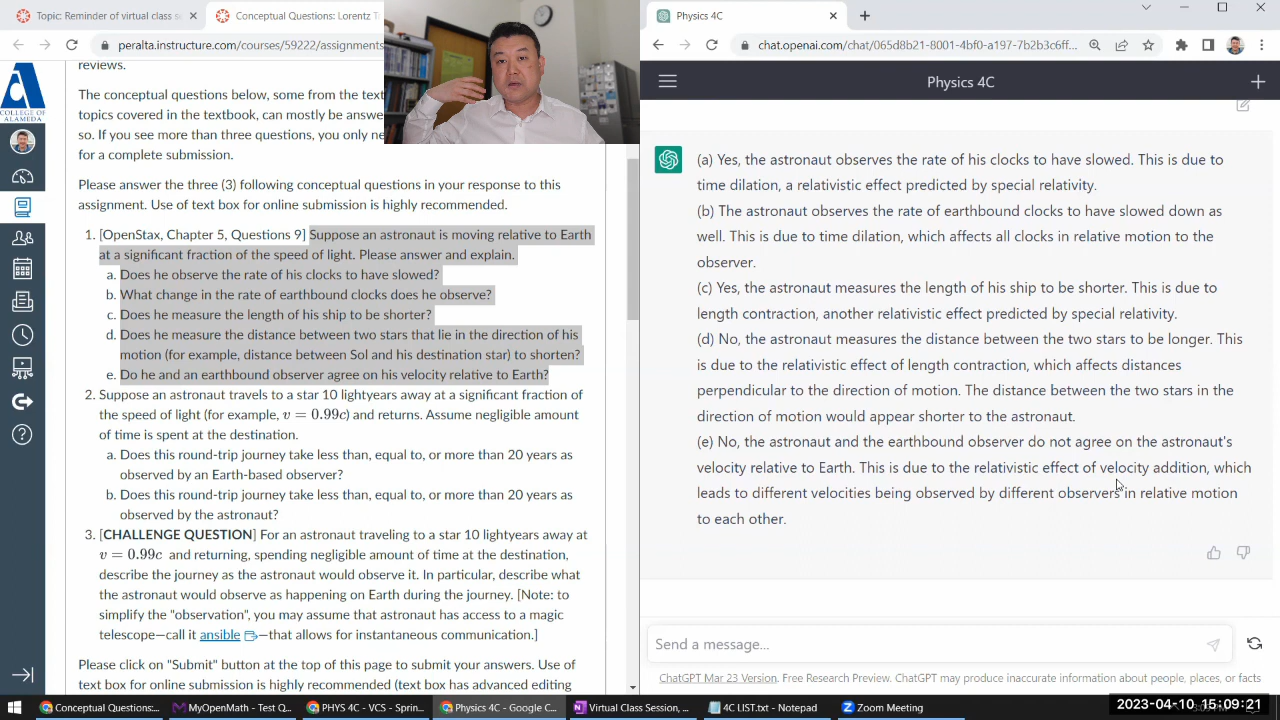 Topic: Reminder of virtual class s
Conceptual Questions: Lorentz T
peralta.instructure.com/courses/59222/assignments
COLLEGE OF
ALAMEDA
reviews.
The conceptual questions below, some from the text
topics covered in the textbook, can mostly be answe
so. If you see more than three questions, you only ne
for a complete submission.
Please answer the three (3) following conceptual questions in your response to this
assignment. Use of text box for online submission is highly recommended.
1. [OpenStax, Chapter 5, Questions 9] Suppose an astronaut is moving relative to Earth
at a significant fraction of the speed of light. Please answer and explain.
a. Does he observe the rate of his clocks to have slowed?
b. What change in the rate of earthbound clocks does he observe?
c. Does he measure the length of his ship to be shorter?
d. Does he measure the distance between two stars that lie in the direction of his
motion (for example, distance between Sol and his destination star) to shorten?
e. Do he and an earthbound observer agree on his velocity relative to Earth?
2. Suppose an astronaut travels to a star 10 lightyears away at a significant fraction of
the speed of light (for example, v = 0.99c) and returns. Assume negligible amount
of time is spent at the destination.
a. Does this round-trip journey take less than, equal to, or more than 20 years as
observed by an Earth-based observer?
b. Does this round-trip journey take less than, equal to, or more than 20 years as
observed by the astronaut?
3. [CHALLENGE QUESTION] For an astronaut traveling to a star 10 lightyears away at
v = 0.99c and returning, spending negligible amount of time at the destination,
describe the journey as the astronaut would observe it. In particular, describe what
the astronaut would observe as happening on Earth during the journey. [Note: to
simplify the "observation", you may assume that astronaut has access to a magic
telescope—call it ansible —that allows for instantaneous communication.]
Please click on "Submit" button at the top of this page to submit your answers. Use of
text box for online submission is highly recommended (text box has advanced editing
Physics 4C
chat.openai.com/chat/065d8b21-8001-4bf0-a197-7b2b3c6ff...
Physics 4C
(a) Yes, the astronaut observes the rate of his clocks to have slowed. This is due to
time dilation, a relativistic effect predicted by special relativity.
(b) The astronaut observes the rate of earthbound clocks to have slowed down as
well. This is due to time dilation, which affects all clocks in relative motion to the
observer.
(c) Yes, the astronaut measures the length of his ship to be shorter. This is due to
length contraction, another relativistic effect predicted by special relativity.
(d) No, the astronaut measures the distance between the two stars to be longer. This
is due to the relativistic effect of length contraction, which affects distances
perpendicular to the direction of motion. The distance between the two stars in the
direction of motion would appear shorter to the astronaut.
(e) No, the astronaut and the earthbound observer do not agree on the astronaut's
velocity relative to Earth. This is due to the relativistic effect of velocity addition, which
leads to different velocities being observed by different observers in relative motion
to each other.
Send a message...
ChatGPT Mar 23 Version. Free Research Preview. ChatGPT may produce inaccurate information about people, places, or facts
Conceptual Questions:...
MyOpenMath - Test Q...
PHYS 4C - VCS - Sprin...
Physics 4C - Google C...
Virtual Class Session, ...
4C LIST.txt - Notepad
Zoom Meeting
2023-04-10 15:09:21